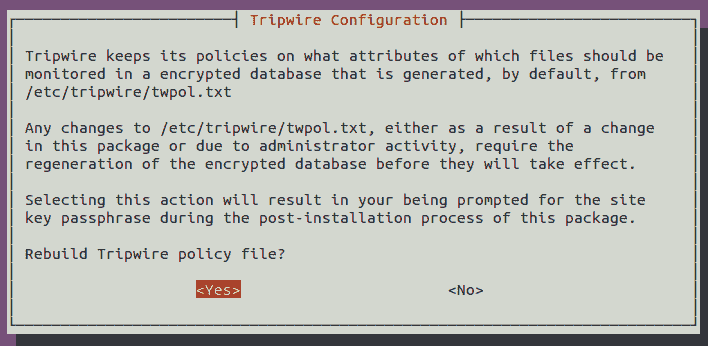 Tripwire Configuration
Tripwire keeps its policies on what attributes of which files should be
monitored in a encrypted database that is generated, by default, from
/etc/tripwire/twpol.txt
Any changes to /etc/tripwire/twpol.txt, either as a result of a change
in this package or due to administrator activity, require the
regeneration of the encrypted database before they will take effect.
Selecting this action will result in your being prompted for the site
key passphrase during the post-installation process of this package.
Rebuild Tripwire policy file?
<Yes> <No>